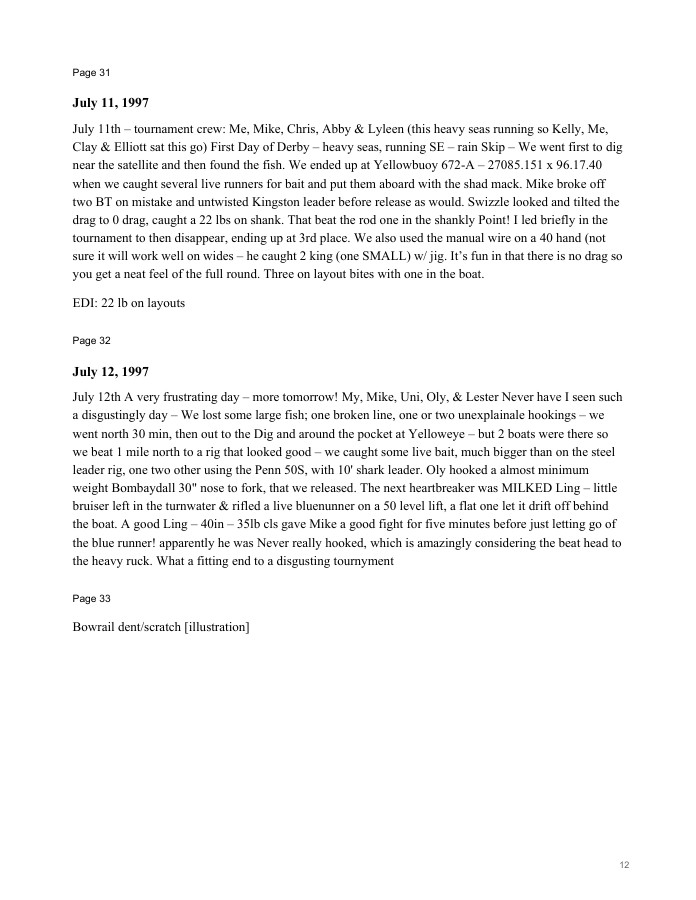 Page 31
July 11, 1997
July 11th – tournament crew: Me, Mike, Chris, Abby & Lyleen (this heavy seas running so Kelly, Me,
Clay & Elliott sat this go) First Day of Derby – heavy seas, running SE – rain Skip – We went first to dig
near the satellite and then found the fish. We ended up at Yellowbuoy 672-A – 27085.151 x 96.17.40
when we caught several live runners for bait and put them aboard with the shad mack. Mike broke off
two BT on mistake and untwisted Kingston leader before release as would. Swizzle looked and tilted the
drag to 0 drag, caught a 22 lbs on shank. That beat the rod one in the shankly Point! I led briefly in the
tournament to then disappear, ending up at 3rd place. We also used the manual wire on a 40 hand (not
sure it will work well on wides – he caught 2 king (one SMALL) w/ jig. It’s fun in that there is no drag so
you get a neat feel of the full round. Three on layout bites with one in the boat.
EDI: 22 lb on layouts
Page 32
July 12, 1997
July 12th A very frustrating day – more tomorrow! My, Mike, Uni, Oly, & Lester Never have I seen such
a disgustingly day – We lost some large fish; one broken line, one or two unexplainale hookings – we
went north 30 min, then out to the Dig and around the pocket at Yelloweye – but 2 boats were there so
we beat 1 mile north to a rig that looked good – we caught some live bait, much bigger than on the steel
leader rig, one two other using the Penn 50S, with 10' shark leader. Oly hooked a almost minimum
weight Bombaydall 30" nose to fork, that we released. The next heartbreaker was MILKED Ling – little
bruiser left in the turnwater & rifled a live bluenunner on a 50 level lift, a flat one let it drift off behind
the boat. A good Ling – 40in – 35lb cls gave Mike a good fight for five minutes before just letting go of
the blue runner! apparently he was Never really hooked, which is amazingly considering the beat head to
the heavy ruck. What a fitting end to a disgusting tournyment
Page 33
Bowrail dent/scratch [illustration]
12